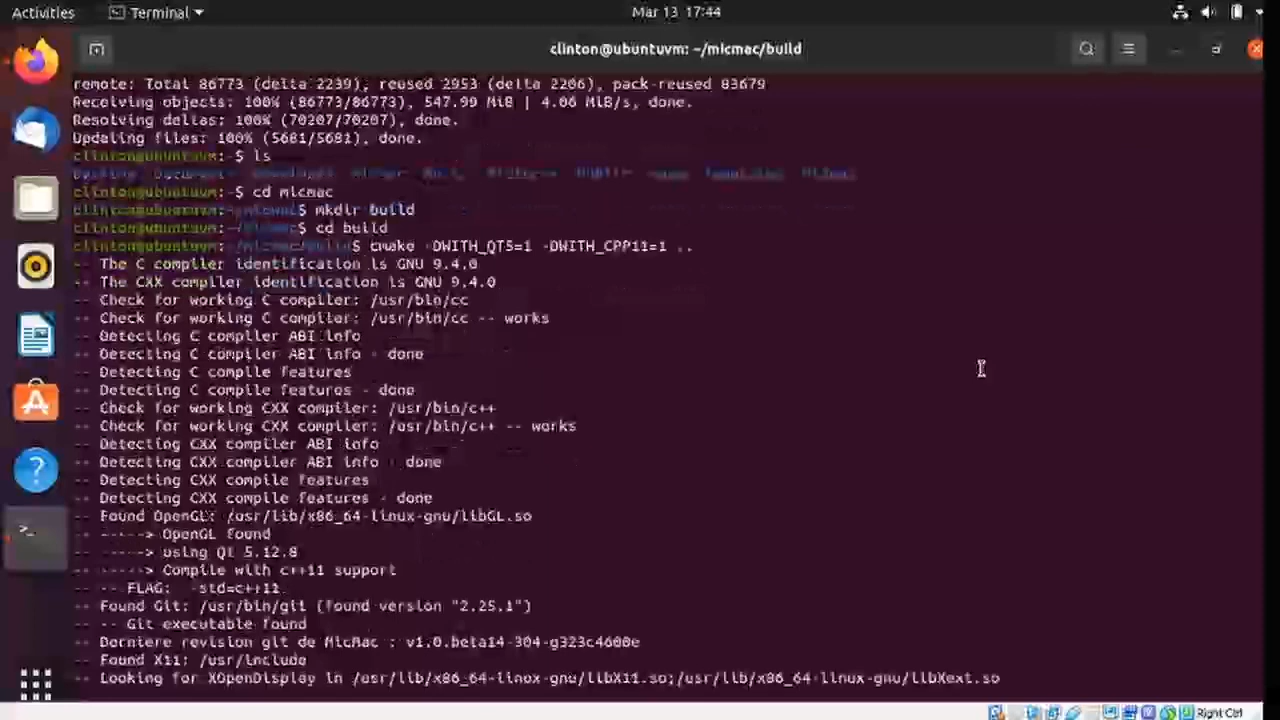 Activities Terminal Mar 13 17:44
clinton@ubuntuvm: ~/micmac/build
remote: Total 86773 (delta 2239), reused 2953 (delta 2206), pack-reused 83679
Receiving objects: 100% (86773/86773), 547.99 MiB | 4.06 MiB/s, done.
Resolving deltas: 100% (70207/70207), done.
Updating files: 100% (5681/5681), done.
clinton@ubuntuvm:~$ ls
clinton@ubuntuvm:~$ cd micmac
clinton@ubuntuvm:~/micmac$ mkdir build
clinton@ubuntuvm:~/micmac$ cd build
clinton@ubuntuvm:~/micmac/build$ cmake -DWITH_QT5=1 -DWITH_CPP11=1 ..
-- The C compiler identification is GNU 9.4.0
-- The CXX compiler identification is GNU 9.4.0
-- Check for working C compiler: /usr/bin/cc
-- Check for working C compiler: /usr/bin/cc -- works
-- Detecting C compiler ABI info
-- Detecting C compiler ABI info - done
-- Detecting C compile features
-- Detecting C compile features - done
-- Check for working CXX compiler: /usr/bin/c++
-- Check for working CXX compiler: /usr/bin/c++ -- works
-- Detecting CXX compiler ABI info
-- Detecting CXX compiler ABI info - done
-- Detecting CXX compile features
-- Detecting CXX compile features - done
-- Found OpenGL: /usr/lib/x86_64-linux-gnu/libGL.so
-- -----> OpenGL found
-- -----> using Qt 5.12.8
-- -----> Compile with c++11 support
-- -- FLAG: -std=c++11
-- Found Git: /usr/bin/git (found version "2.25.1")
-- -- Git executable found
-- Derniere revision git de MicMac : v1.0.beta14-304-g323c4600e
-- Found X11: /usr/include
-- Looking for XOpenDisplay in /usr/lib/x86_64-linux-gnu/libX11.so;/usr/lib/x86_64-linux-gnu/libXext.so
Right Ctrl